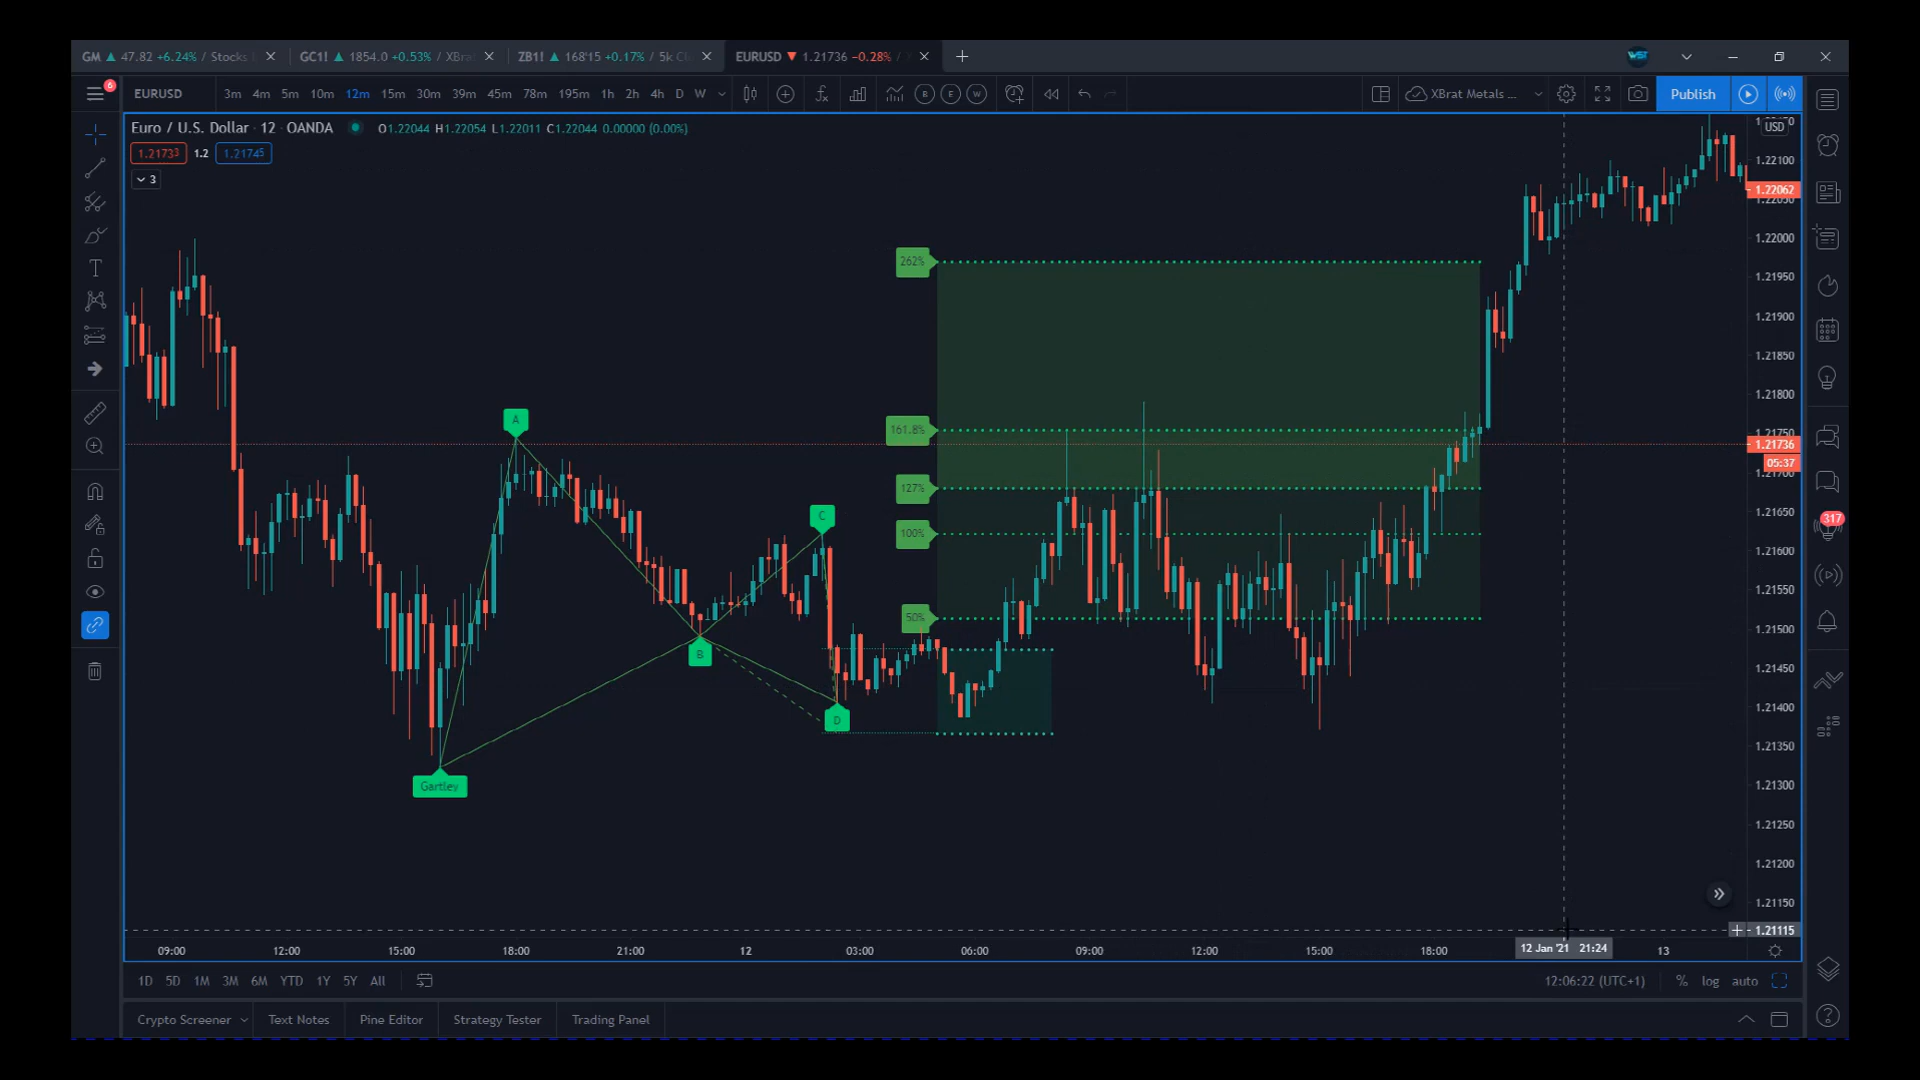 GM ▲ 47.82 +6.24% / Stocks
GC1! ▲ 1854.0 +0.53% / XBra
ZB1! ▲ 168'15 +0.17% / 5k Cl
EURUSD ▼ 1.21736 −0.28% /
6
EURUSD
3m 4m 5m 10m 12m 15m 30m 39m 45m 78m 195m 1h 2h 4h D W
B E W
XBrat Metals ...
Publish
Euro / U.S. Dollar · 12 · OANDA
O1.22044 H1.22054 L1.22011 C1.22044 0.00000 (0.00%)
1.21733 1.2 1.21745
3
USD
1.22100
1.22062
1.22050
1.22000
1.21950
1.21900
1.21850
1.21800
1.21750
1.21736
05:37
1.21700
1.21650
1.21600
1.21550
1.21500
1.21450
1.21400
1.21350
1.21300
1.21250
1.21200
1.21150
1.21115
262%
161.8%
127%
100%
50%
A
C
B
D
Gartley
317
09:00 12:00 15:00 18:00 21:00 12 03:00 06:00 09:00 12:00 15:00 18:00 12 Jan '21 21:24 13
1D 5D 1M 3M 6M YTD 1Y 5Y All
12:06:22 (UTC+1) % log auto
Crypto Screener Text Notes Pine Editor Strategy Tester Trading Panel